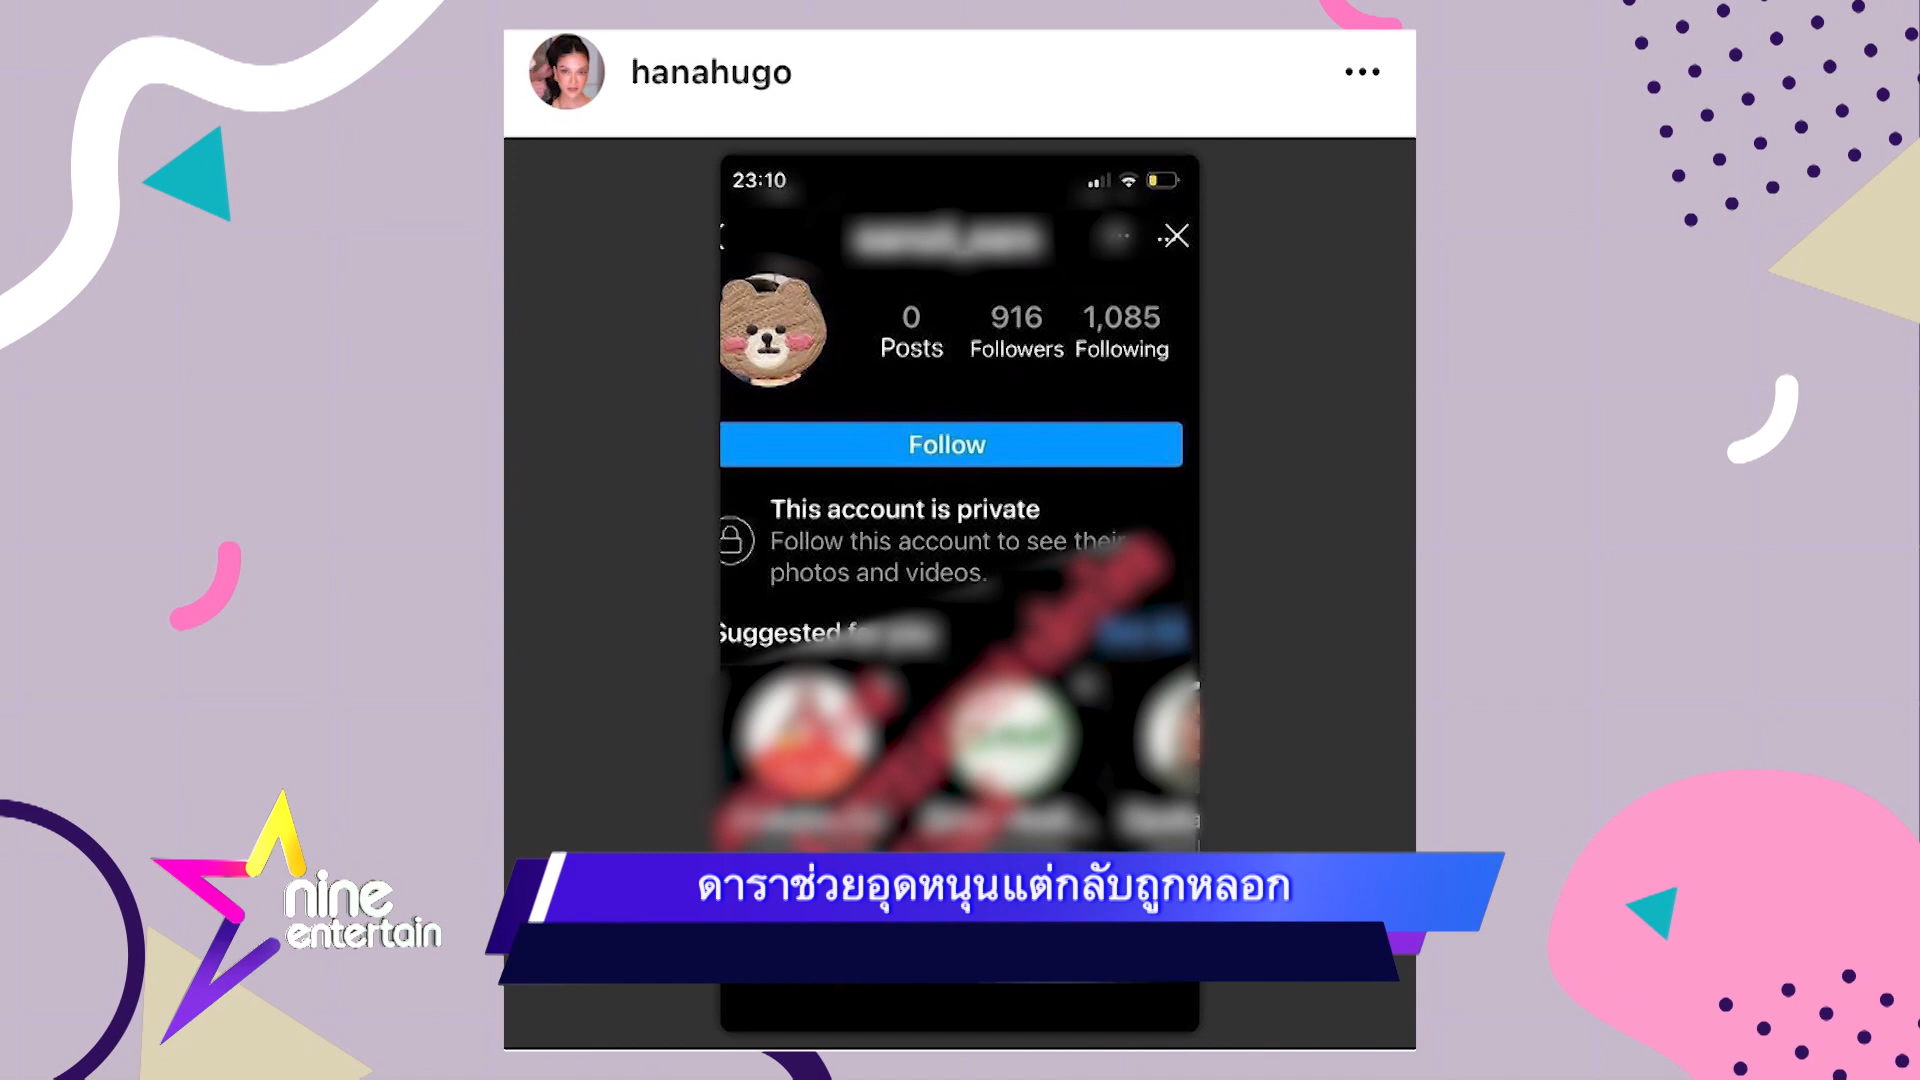 hanahugo
23:10
0 916 1,085
Posts Followers Following
Follow
This account is private
Follow this account to see their
photos and videos.
Suggested
ดาราช่วยอุดหนุนแต่กลับถูกหลอก
nine
entertain